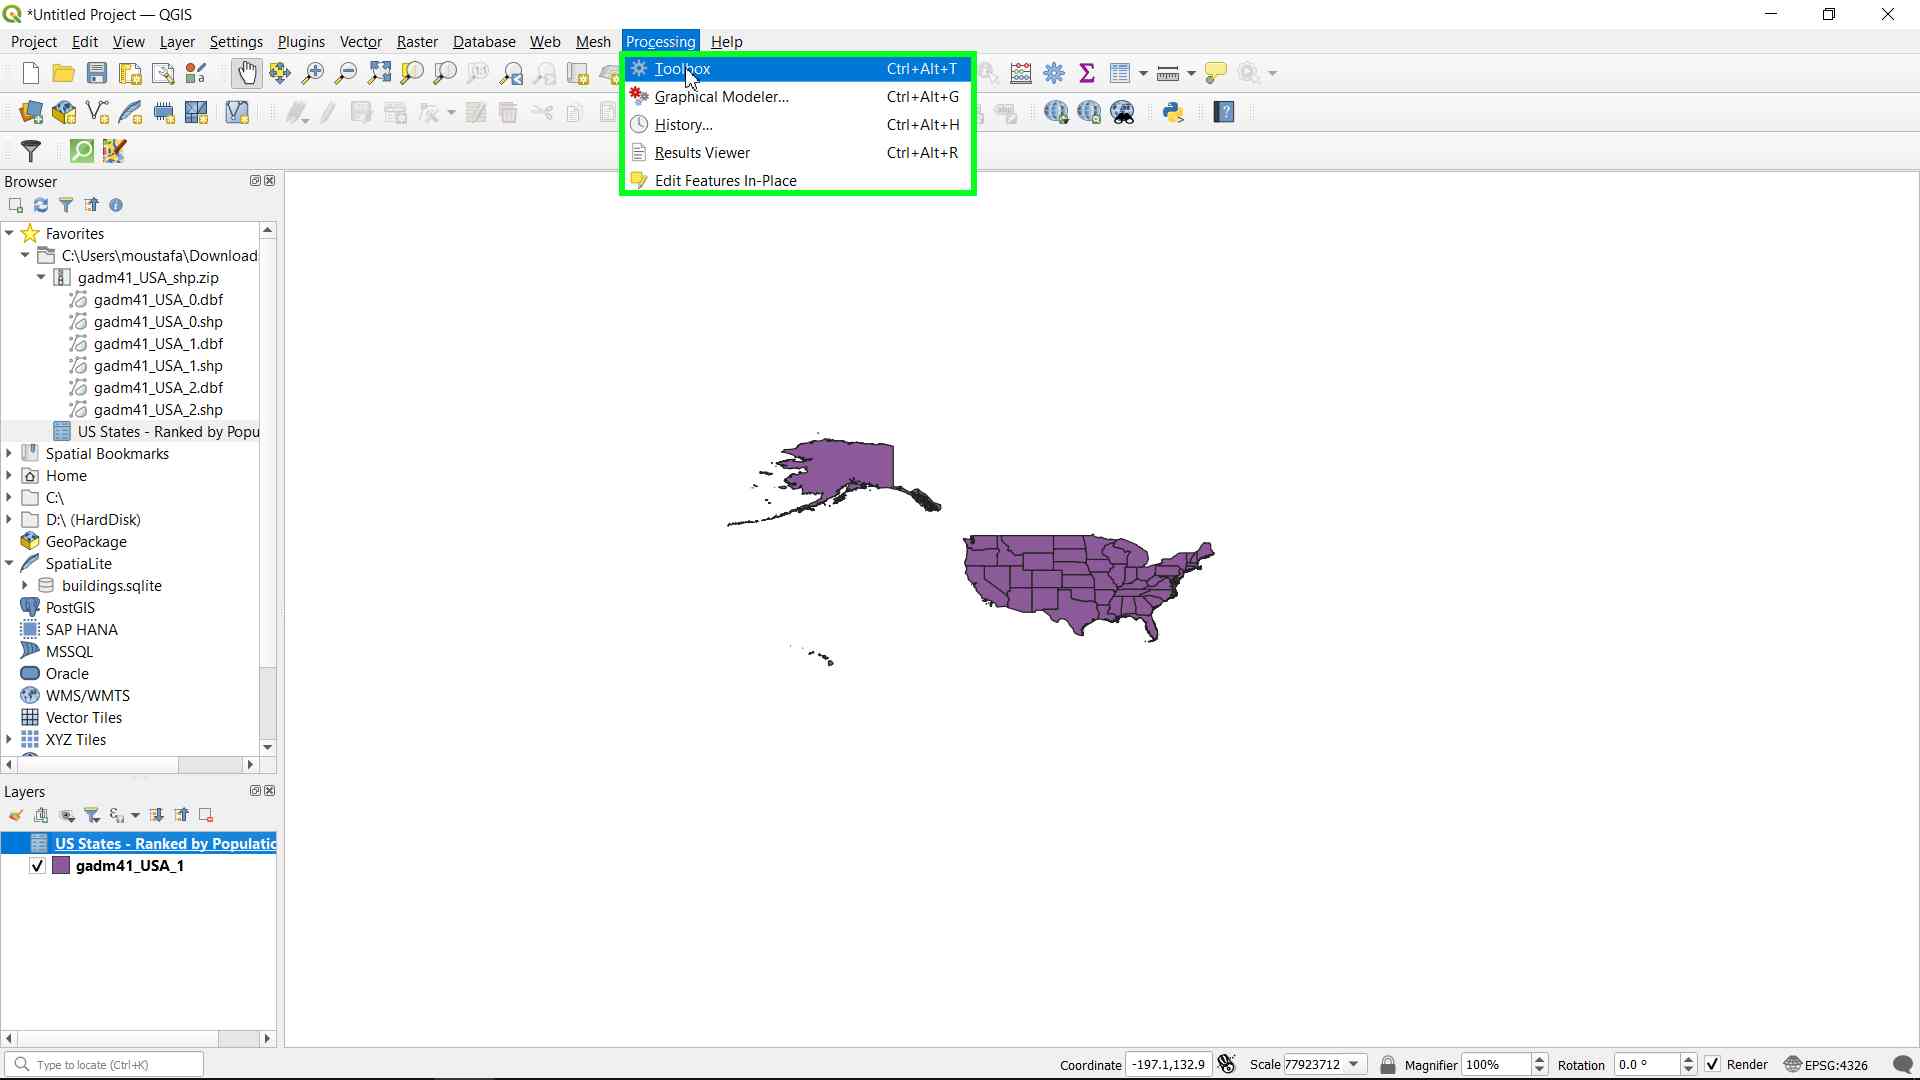 *Untitled Project — QGIS
Project Edit View Layer Settings Plugins Vector Raster Database Web Mesh Processing Help
Toolbox Ctrl+Alt+T
Graphical Modeler... Ctrl+Alt+G
History... Ctrl+Alt+H
Results Viewer Ctrl+Alt+R
Edit Features In-Place
Browser
Favorites
C:\Users\moustafa\Download
gadm41_USA_shp.zip
gadm41_USA_0.dbf
gadm41_USA_0.shp
gadm41_USA_1.dbf
gadm41_USA_1.shp
gadm41_USA_2.dbf
gadm41_USA_2.shp
US States - Ranked by Popu
Spatial Bookmarks
Home
C:\
D:\ (HardDisk)
GeoPackage
SpatiaLite
buildings.sqlite
PostGIS
SAP HANA
MSSQL
Oracle
WMS/WMTS
Vector Tiles
XYZ Tiles
Layers
US States - Ranked by Populatic
gadm41_USA_1
Type to locate (Ctrl+K) Coordinate -197.1,132.9 Scale 77923712 Magnifier 100% Rotation 0.0 ° Render EPSG:4326